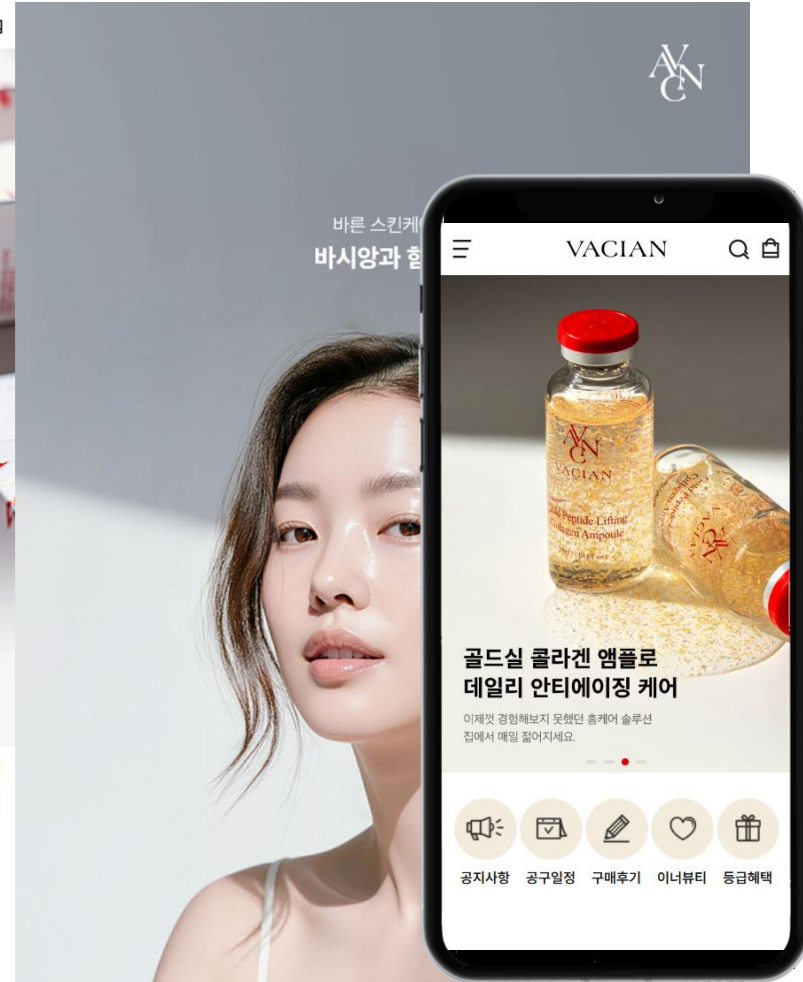 바른 스킨케
바시앙과 함
VACIAN
VACIAN
Peptide Lifting
Collagen Ampoule
골드실 콜라겐 앰플로
데일리 안티에이징 케어
이제껏 경험해보지 못했던 홈케어 솔루션
집에서 매일 젊어지세요.
공지사항 공구일정 구매후기 이너뷰티 등급혜택